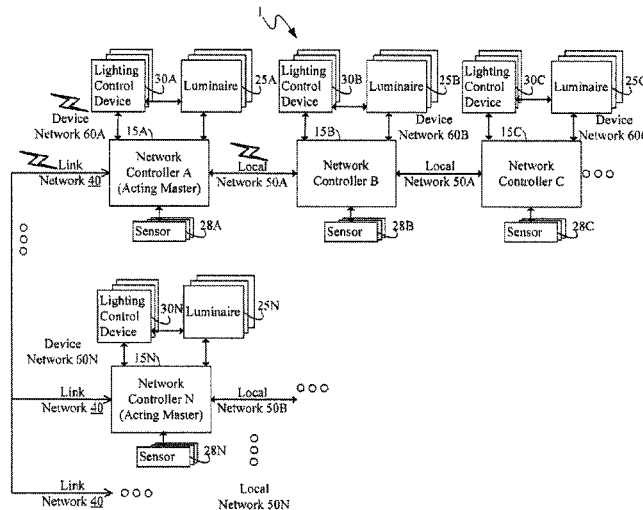 1
Lighting Control Device
30A
Luminaire
25A
Lighting Control Device
30B
Luminaire
25B
Lighting Control Device
30C
Luminaire
25C
Device Network 60A
15A
Device Network 60B
15B
Device Network 60C
15C
Link Network 40
Network Controller A (Acting Master)
Local Network 50A
Network Controller B
Local Network 50A
Network Controller C
Sensor
28A
Sensor
28B
Sensor
28C
Lighting Control Device
30N
Luminaire
25N
Device Network 60N
15N
Link Network 40
Network Controller N (Acting Master)
Local Network 50B
Sensor
28N
Link Network 40
Local Network 50N